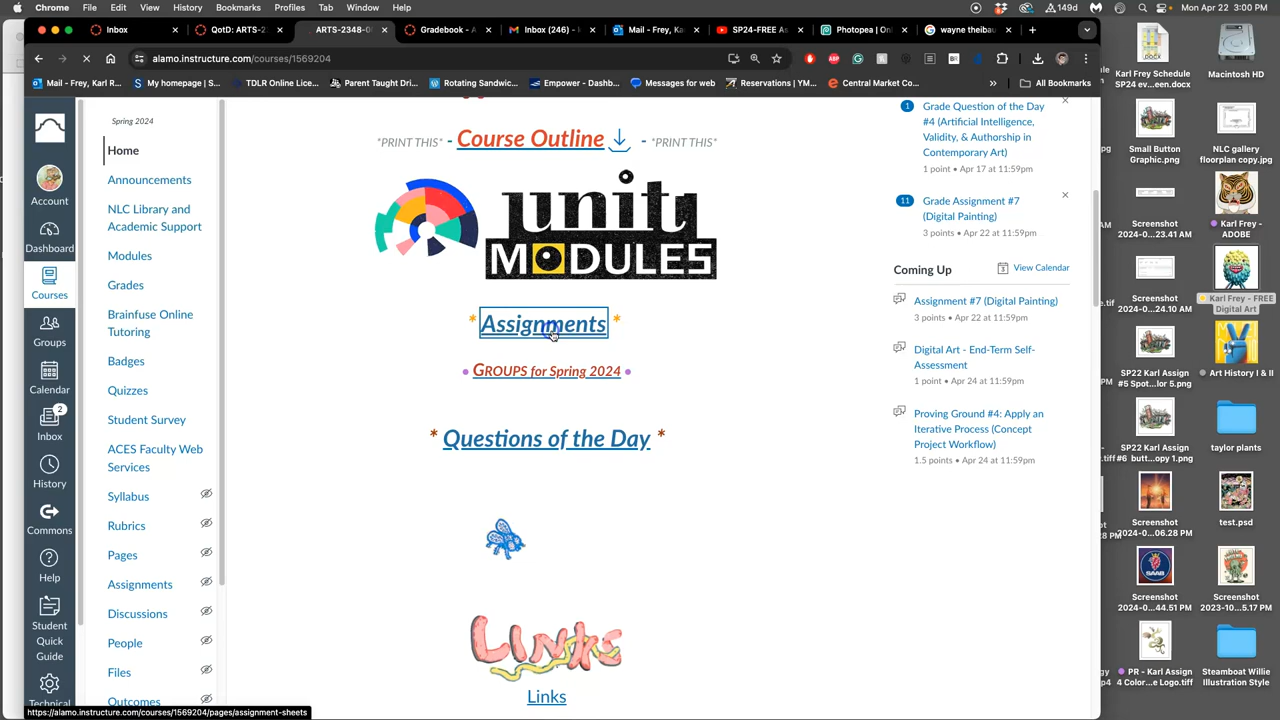 Chrome File Edit View History Bookmarks Profiles Tab Window Help
149d Mon Apr 22 3:00 PM
Inbox × QotD: ARTS-2: × ARTS-2348-0 × Gradebook - A × Inbox (246) - × Mail - Frey, Ka × SP24-FREE As × Photopea | Onl × wayne theibau × +
alamo.instructure.com/courses/1569204
Mail - Frey, Karl R... My homepage | S... TDLR Online Lice... Parent Taught Dri... Rotating Sandwic... Empower - Dashb... Messages for web Reservations | YM... Central Market Co... » All Bookmarks
Account
Dashboard
Courses
Groups
Calendar
2
Inbox
History
Commons
Help
Student
Quick
Guide
Technical
Spring 2024
Home
Announcements
NLC Library and
Academic Support
Modules
Grades
Brainfuse Online
Tutoring
Badges
Quizzes
Student Survey
ACES Faculty Web
Services
Syllabus
Rubrics
Pages
Assignments
Discussions
People
Files
Outcomes
*PRINT THIS* - Course Outline - *PRINT THIS*
unit
MODULES
* Assignments *
• GROUPS for Spring 2024 •
* Questions of the Day *
LINKS
Links
1 Grade Question of the Day
#4 (Artificial Intelligence,
Validity, & Authorship in
Contemporary Art)
1 point • Apr 17 at 11:59pm
11 Grade Assignment #7
(Digital Painting)
3 points • Apr 22 at 11:59pm
Coming Up View Calendar
Assignment #7 (Digital Painting)
3 points • Apr 22 at 11:59pm
Digital Art - End-Term Self-
Assessment
1 point • Apr 24 at 11:59pm
Proving Ground #4: Apply an
Iterative Process (Concept
Project Workflow)
1.5 points • Apr 24 at 11:59pm
https://alamo.instructure.com/courses/1569204/pages/assignment-sheets
Karl Frey Schedule
SP24 ev...een.docx
Macintosh HD
Small Button
Graphic.png
NLC gallery
floorplan copy.jpg
Screenshot
2024-0...23.41 AM
Karl Frey -
ADOBE
Screenshot
2024-0...24.10 AM
Karl Frey - FREE
Digital Art
SP22 Karl Assign
#5 Spot...lor 5.png
Art History I & II
SP22 Karl Assign
#6 butt...opy 1.png
taylor plants
Screenshot
2024-0...06.28 PM
test.psd
Screenshot
2024-0...44.51 PM
Screenshot
2023-10...5.17 PM
PR - Karl Assign
4 Color...e Logo.tiff
Steamboat Willie
Illustration Style